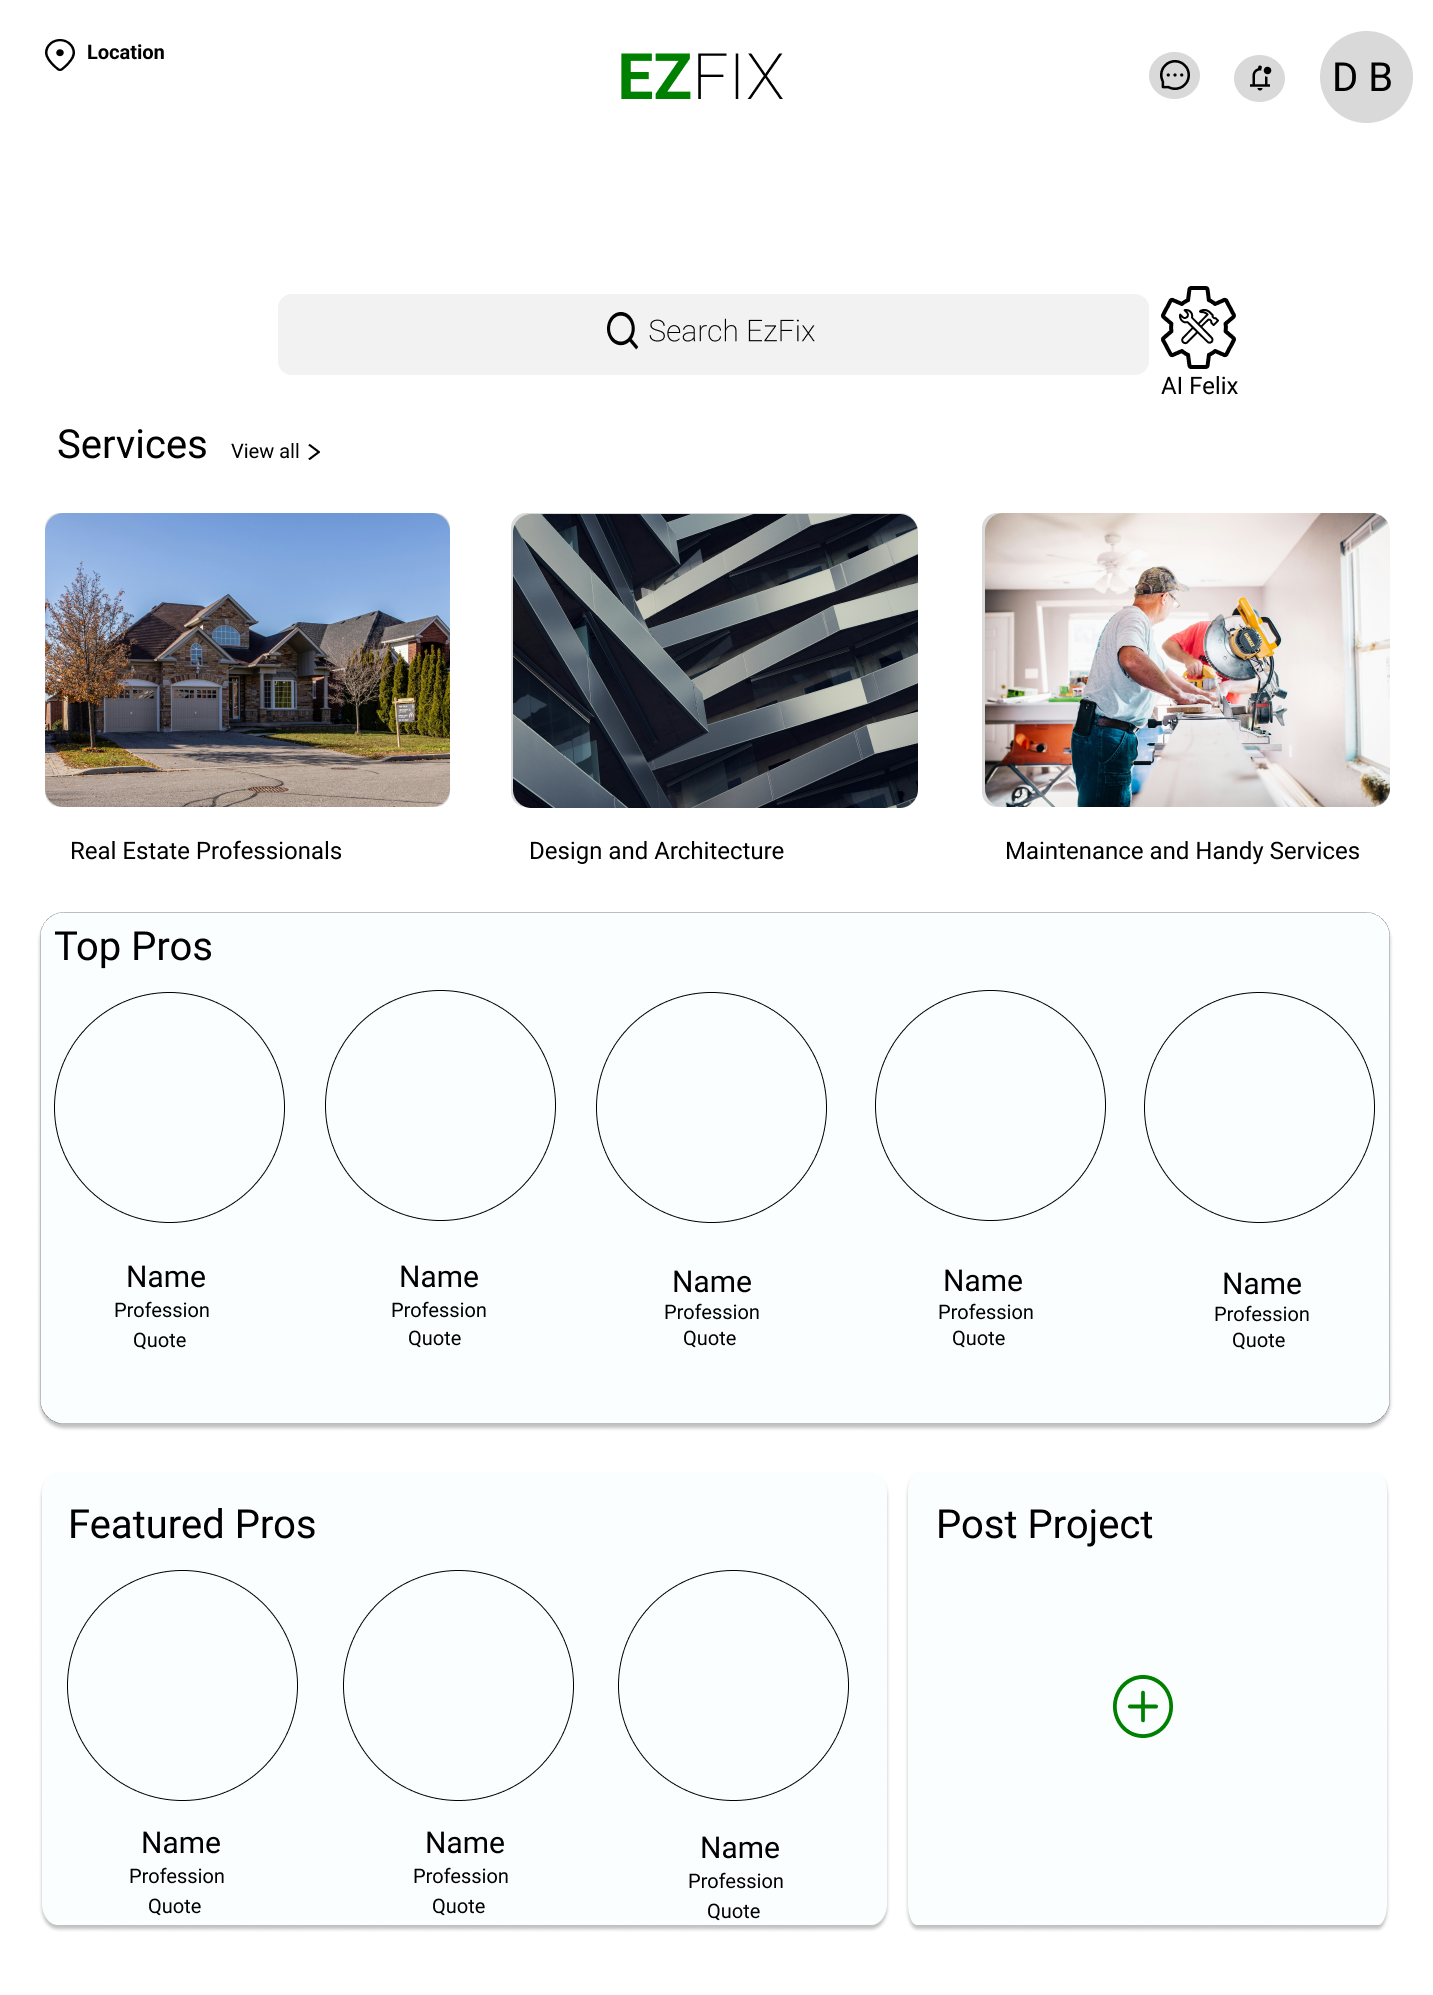 Location
EZFIX
D B
Search EzFix
AI Felix
Services View all
Real Estate Professionals
Design and Architecture
Maintenance and Handy Services
Top Pros
Name
Profession
Quote
Name
Profession
Quote
Name
Profession
Quote
Name
Profession
Quote
Name
Profession
Quote
Featured Pros
Name
Profession
Quote
Name
Profession
Quote
Name
Profession
Quote
Post Project